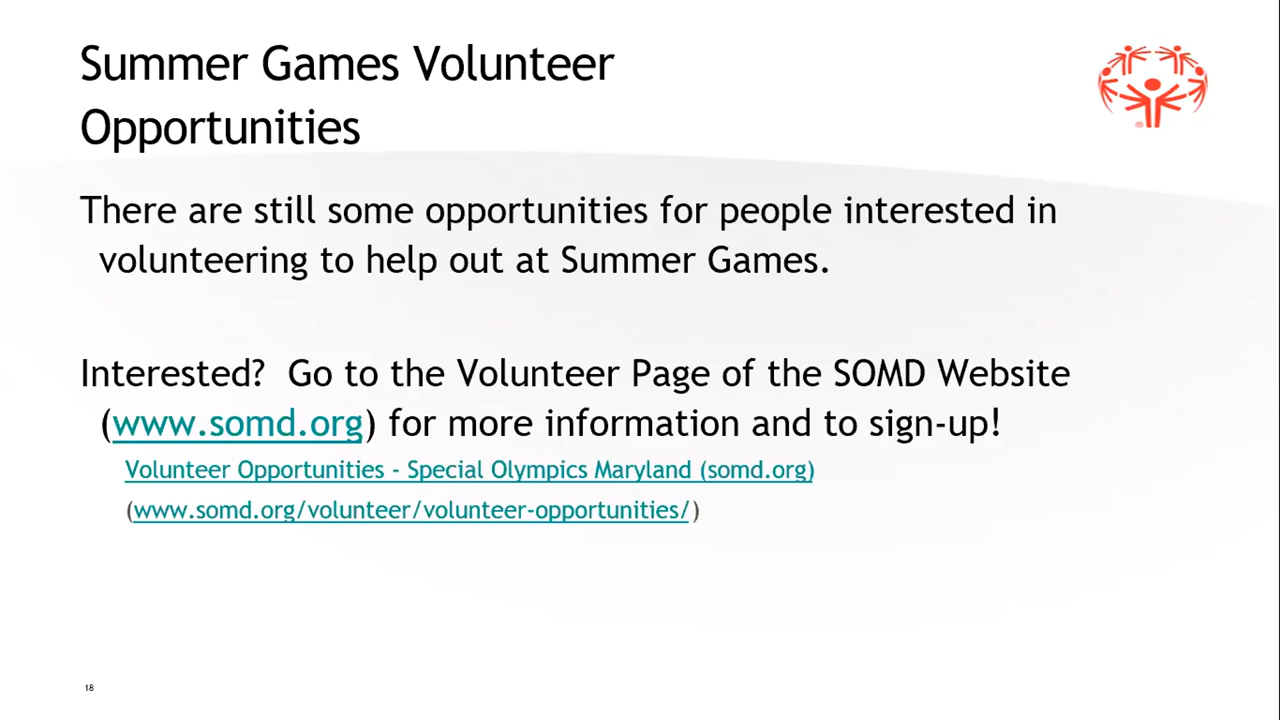 Summer Games Volunteer
Opportunities
There are still some opportunities for people interested in
volunteering to help out at Summer Games.
Interested?  Go to the Volunteer Page of the SOMD Website
(www.somd.org) for more information and to sign-up!
Volunteer Opportunities - Special Olympics Maryland (somd.org)
(www.somd.org/volunteer/volunteer-opportunities/)
18